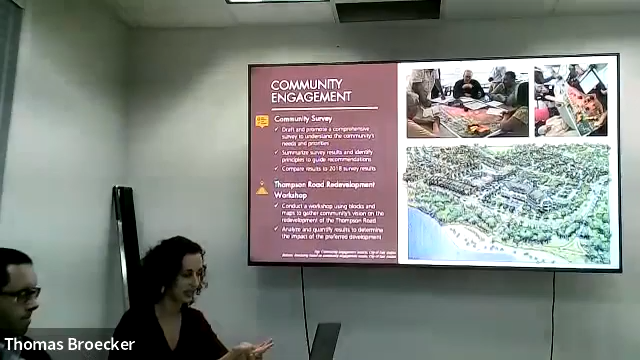 COMMUNITY
ENGAGEMENT
Community Survey
✓ Draft and promote a comprehensive
survey to understand the community's
needs and priorities
✓ Summarize survey results and identify
principles to guide recommendations
✓ Compare results to 2018 survey results
Thompson Road Redevelopment
Workshop
✓ Conduct a workshop using blocks and
maps to gather community's vision on the
redevelopment of the Thompson Road
✓ Analyze and quantify results to determine
the impact of the preferred development
Thomas Broecker